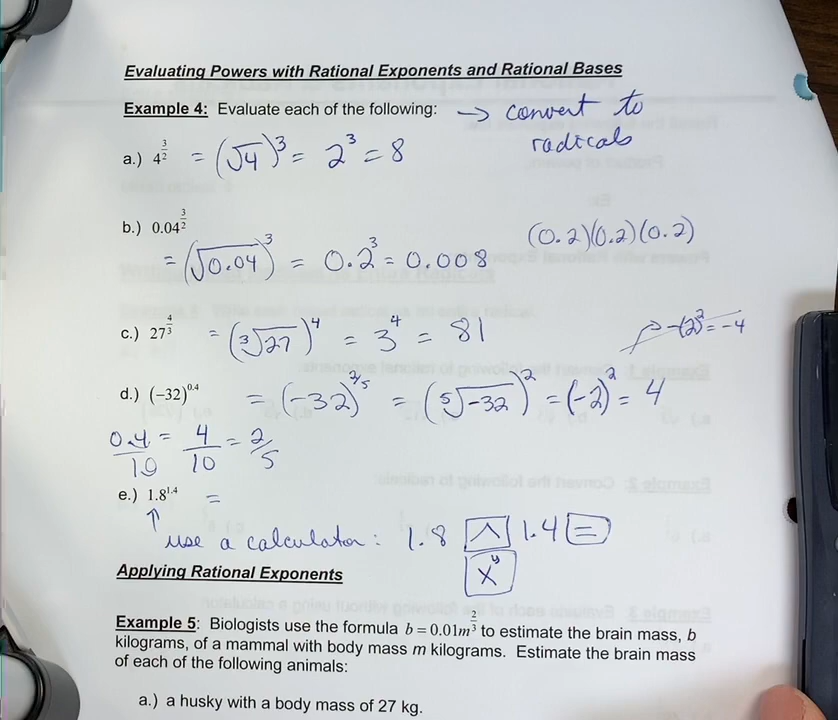 Evaluating Powers with Rational Exponents and Rational Bases
Example 4: Evaluate each of the following: → convert to radicals
a.) 4^(3/2) = (√4)^3 = 2^3 = 8
b.) 0.04^(3/2)
(0.2)(0.2)(0.2)
= (√0.04)^3 = 0.2^3 = 0.008
c.) 27^(4/3) = (∛27)^4 = 3^4 = 81
-(2)^2 = -4
d.) (−32)^0.4 = (-32)^(2/5) = (⁵√-32)^2 = (-2)^2 = 4
0.4/10 = 4/10 = 2/5
e.) 1.8^1.4 =
↑ use a calculator: 1.8 ^ 1.4 =
x^y
Applying Rational Exponents
Example 5: Biologists use the formula b = 0.01m^(2/3) to estimate the brain mass, b
kilograms, of a mammal with body mass m kilograms. Estimate the brain mass
of each of the following animals:
a.) a husky with a body mass of 27 kg.